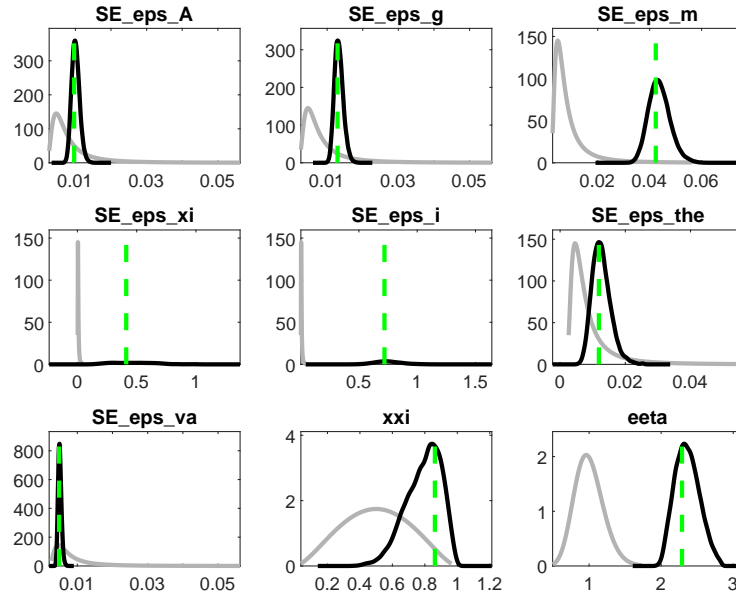 SE_eps_A SE_eps_g SE_eps_m
300 300 150
200 200 100
100 100 50
0 0 0
0.01 0.03 0.05 0.01 0.03 0.05 0.02 0.04 0.06
SE_eps_xi SE_eps_i SE_eps_the
150 150 150
100 100 100
50 50 50
0 0 0
0 0.5 1 0.5 1 1.5 0 0.02 0.04
SE_eps_va xxi eeta
800 4
600 2
400 2 1
200
0 0 0
0.01 0.03 0.05 0.2 0.4 0.6 0.8 1 1.2 1 2 3